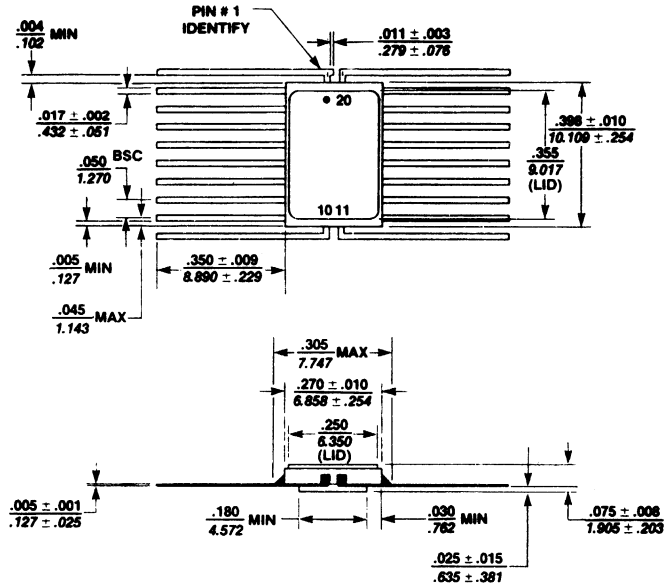 PIN # 1
IDENTIFY
.004
.102
MIN
.011 ± .003
.279 ± .076
.017 ± .002
.432 ± .051
20
.398 ± .010
10.109 ± .254
.355
9.017
(LID)
.050
1.270
BSC
10 11
.005
.127
MIN
.350 ± .009
8.890 ± .229
.045
1.143
MAX
.305
7.747
MAX
.270 ± .010
6.858 ± .254
.250
6.350
(LID)
.005 ± .001
.127 ± .025
.180
4.572
MIN
.030
.762
MIN
.075 ± .008
1.905 ± .203
.025 ± .015
.635 ± .381